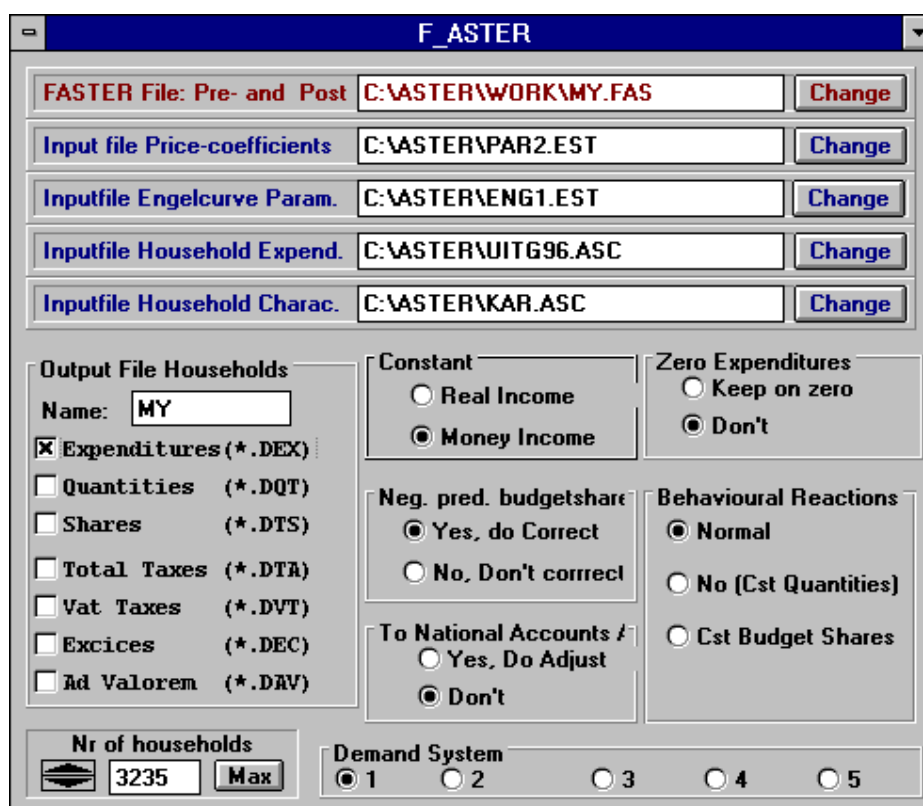 F_ASTER
FASTER File: Pre- and Post C:\ASTER\WORK\MY.FAS Change
Input file Price-coefficients C:\ASTER\PAR2.EST Change
Inputfile Engelcurve Param. C:\ASTER\ENG1.EST Change
Inputfile Household Expend. C:\ASTER\UITG96.ASC Change
Inputfile Household Charac. C:\ASTER\KAR.ASC Change
Output File Households
Name: MY
Expenditures(*.DEX)
Quantities (*.DQT)
Shares (*.DTS)
Total Taxes (*.DTA)
Vat Taxes (*.DVT)
Excices (*.DEC)
Ad Valorem (*.DAV)
Constant
Real Income
Money Income
Zero Expenditures
Keep on zero
Don't
Neg. pred. budgetshare
Yes, do Correct
No, Don't corrrect
Behavioural Reactions
Normal
No (Cst Quantities)
Cst Budget Shares
To National Accounts A
Yes, Do Adjust
Don't
Nr of households
3235 Max
Demand System
1 2 3 4 5